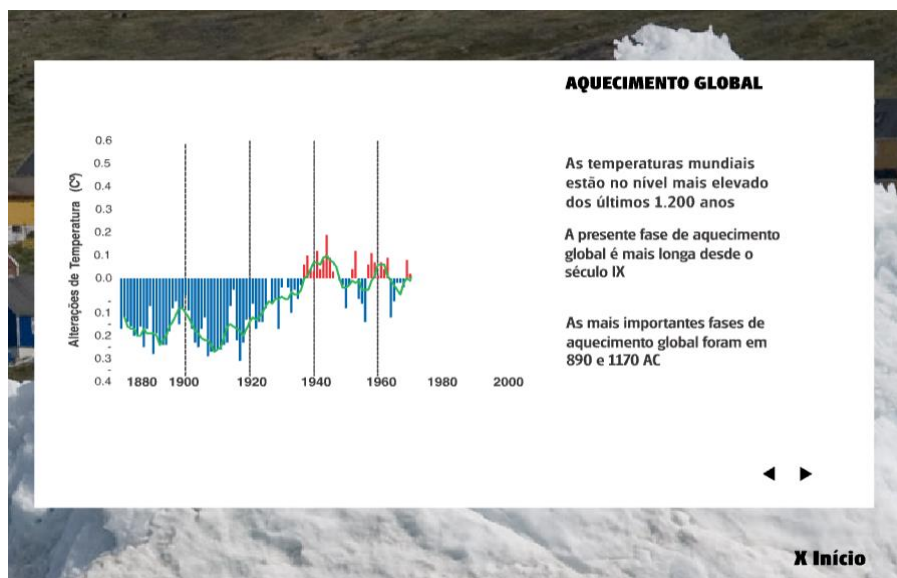 AQUECIMENTO GLOBAL
As temperaturas mundiais
estão no nível mais elevado
dos últimos 1.200 anos
A presente fase de aquecimento
global é mais longa desde o
século IX
As mais importantes fases de
aquecimento global foram em
890 e 1170 AC
Alterações de Temperatura (Cº)
0.6
0.5
0.4
0.3
0.2
0.1
0.0
-
0.1
-
0.2
-
0.3
-
0.4
1880 1900 1920 1940 1960 1980 2000
X Início